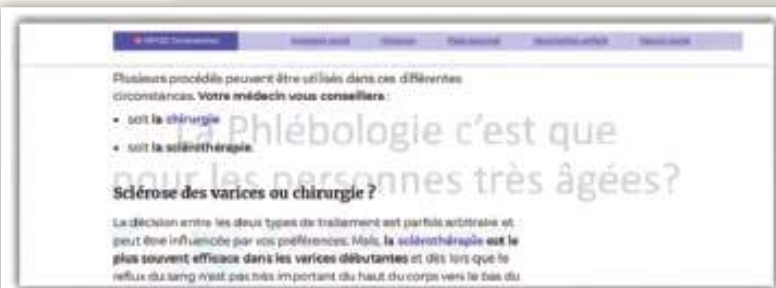 Plusieurs procédés peuvent être utilisés dans ces différentes
circonstances. Votre médecin vous conseillera :
• soit la chirurgie
• soit la sclérothérapie.
La Phlébologie c'est que
pour les personnes très âgées?
Sclérose des varices ou chirurgie ?
La décision entre les deux types de traitement est parfois arbitraire et
peut être influencée par vos préférences. Mais, la sclérothérapie est le
plus souvent efficace dans les varices débutantes et dès lors que le
reflux du sang n'est pas très important du haut du corps vers le bas du